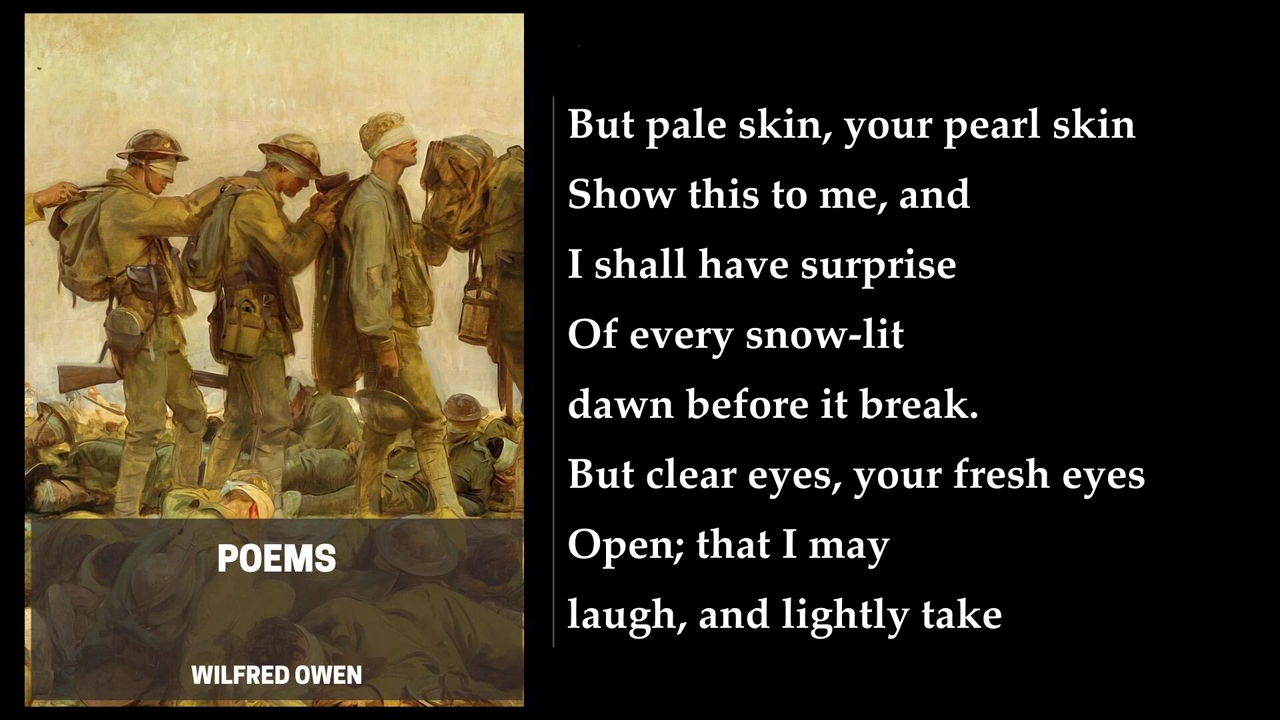 POEMS
WILFRED OWEN
But pale skin, your pearl skin
Show this to me, and
I shall have surprise
Of every snow-lit
dawn before it break.
But clear eyes, your fresh eyes
Open; that I may
laugh, and lightly take